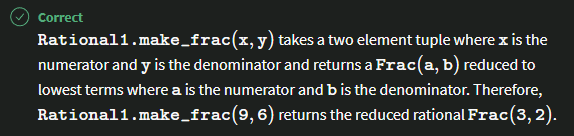 Correct
Rational1.make_frac(x, y) takes a two element tuple where x is the
numerator and y is the denominator and returns a Frac(a, b) reduced to
lowest terms where a is the numerator and b is the denominator. Therefore,
Rational1.make_frac(9, 6) returns the reduced rational Frac(3, 2).